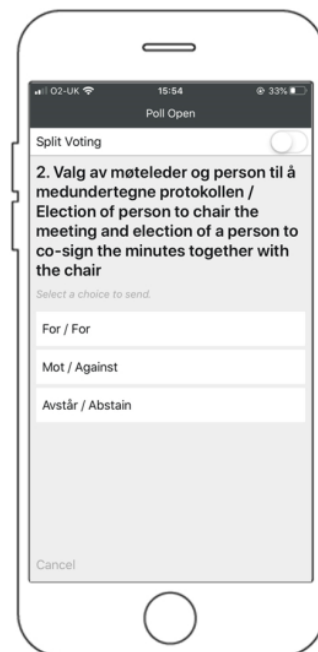 O2-UK 15:54 33%
Poll Open
Split Voting
2. Valg av møteleder og person til å
medundertegne protokollen /
Election of person to chair the
meeting and election of a person to
co-sign the minutes together with
the chair
Select a choice to send.
For / For
Mot / Against
Avstår / Abstain
Cancel